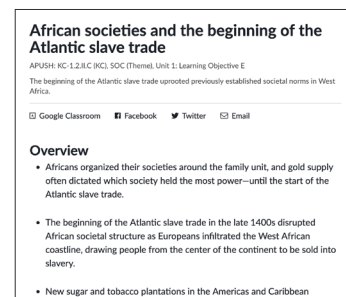 African societies and the beginning of the
Atlantic slave trade
APUSH: KC‑1.2.II.C (KC), SOC (Theme), Unit 1: Learning Objective E
The beginning of the Atlantic slave trade uprooted previously established societal norms in West
Africa.
Google Classroom Facebook Twitter Email
Overview
• Africans organized their societies around the family unit, and gold supply
often dictated which society held the most power—until the start of the
Atlantic slave trade.
• The beginning of the Atlantic slave trade in the late 1400s disrupted
African societal structure as Europeans infiltrated the West African
coastline, drawing people from the center of the continent to be sold into
slavery.
• New sugar and tobacco plantations in the Americas and Caribbean